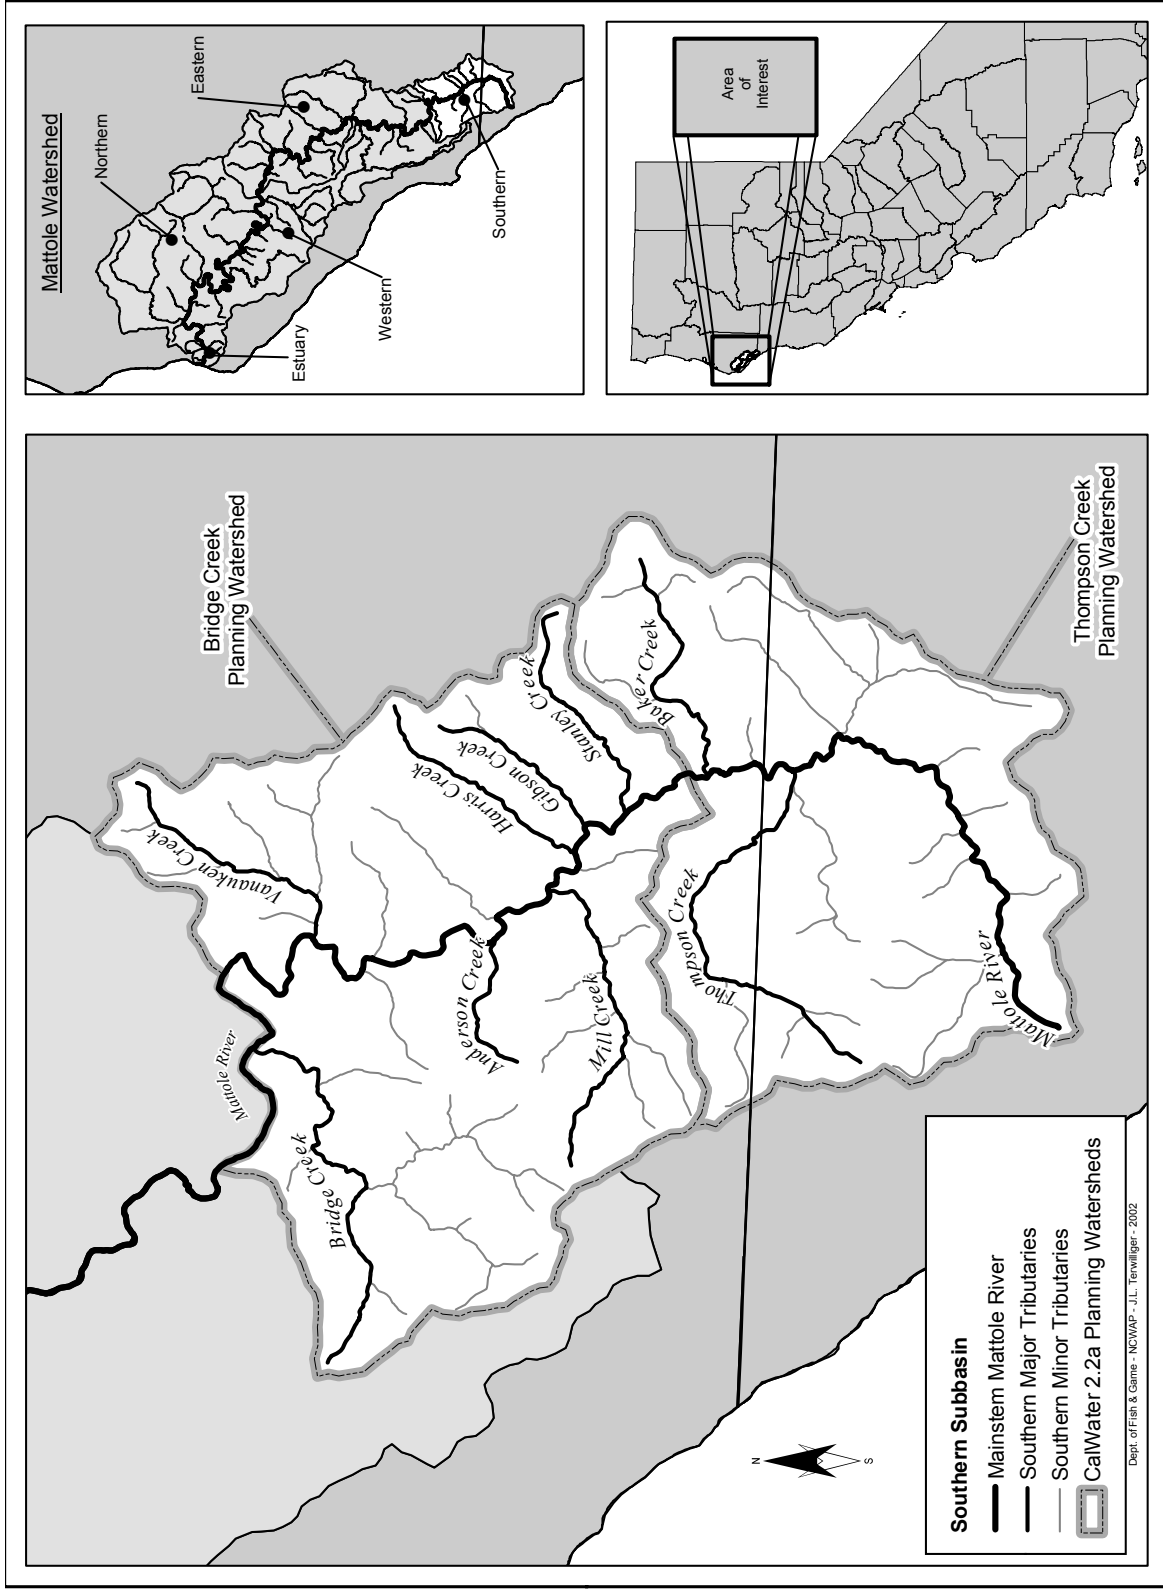 Mattole Watershed
Northern
Eastern
Southern
Western
Estuary
Area
of
Interest
Bridge Creek
Planning Watershed
Thompson Creek
Planning Watershed
Vanauken Creek
Harris Creek
Gibson Creek
Stanley Creek
Baker Creek
Mattole River
Anderson Creek
Mill Creek
Bridge Creek
Thompson Creek
Mattole River
N
S
Southern Subbasin
Mainstem Mattole River
Southern Major Tributaries
Southern Minor Tributaries
CalWater 2.2a Planning Watersheds
Dept. of Fish & Game - NCWAP - J.L. Terwilliger - 2002